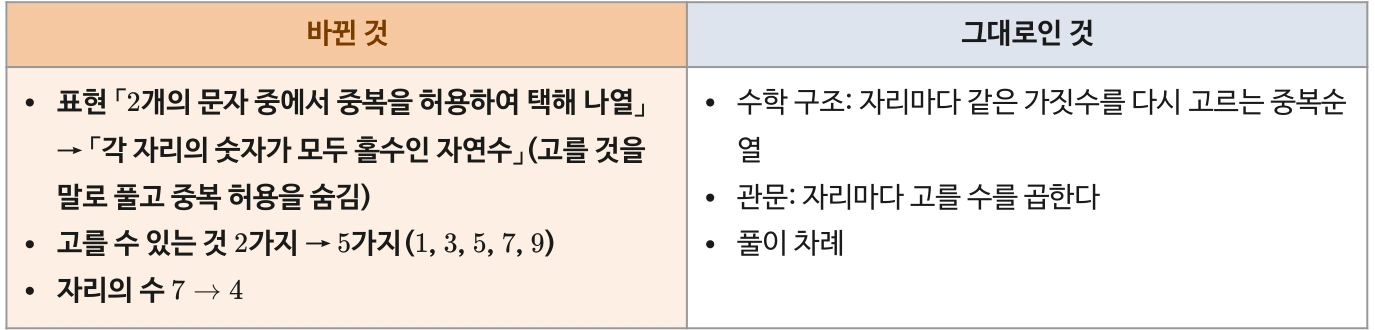 바뀐 것
그대로인 것
• 표현 「2개의 문자 중에서 중복을 허용하여 택해 나열」
→ 「각 자리의 숫자가 모두 홀수인 자연수」(고를 것을
말로 풀고 중복 허용을 숨김)
• 고를 수 있는 것 2가지 → 5가지(1, 3, 5, 7, 9)
• 자리의 수 7 → 4
• 수학 구조: 자리마다 같은 가짓수를 다시 고르는 중복순
열
• 관문: 자리마다 고를 수를 곱한다
• 풀이 차례